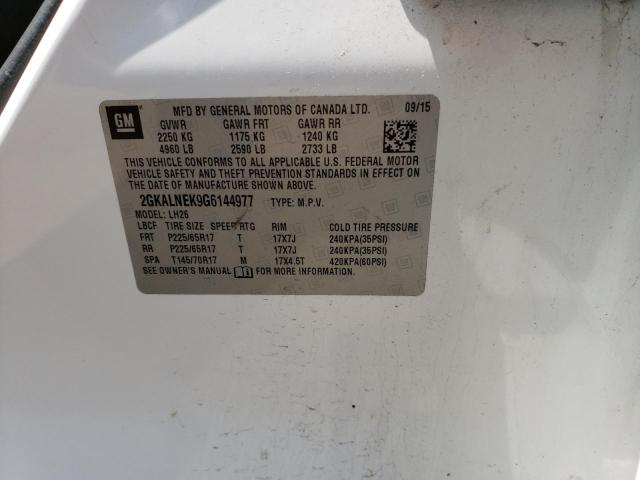 GM
MFD BY GENERAL MOTORS OF CANADA LTD. 09/15
GVWR GAWR FRT GAWR RR
2250 KG 1175 KG 1240 KG
4960 LB 2590 LB 2733 LB
THIS VEHICLE CONFORMS TO ALL APPLICABLE U.S. FEDERAL MOTOR
VEHICLE SAFETY AND THEFT PREVENTION STANDARDS IN EFFECT ON
THE DATE OF MANUFACTURE SHOWN ABOVE.
2GKALNEK9G6144977 TYPE: M.P.V.
MODEL: LH26
LBCF TIRE SIZE SPEED RTG RIM COLD TIRE PRESSURE
FRT P225/65R17 T 17X7J 240KPA(35PSI)
RR P225/65R17 T 17X7J 240KPA(35PSI)
SPA T145/70R17 M 17X4.5T 420KPA(60PSI)
SEE OWNER'S MANUAL FOR MORE INFORMATION.